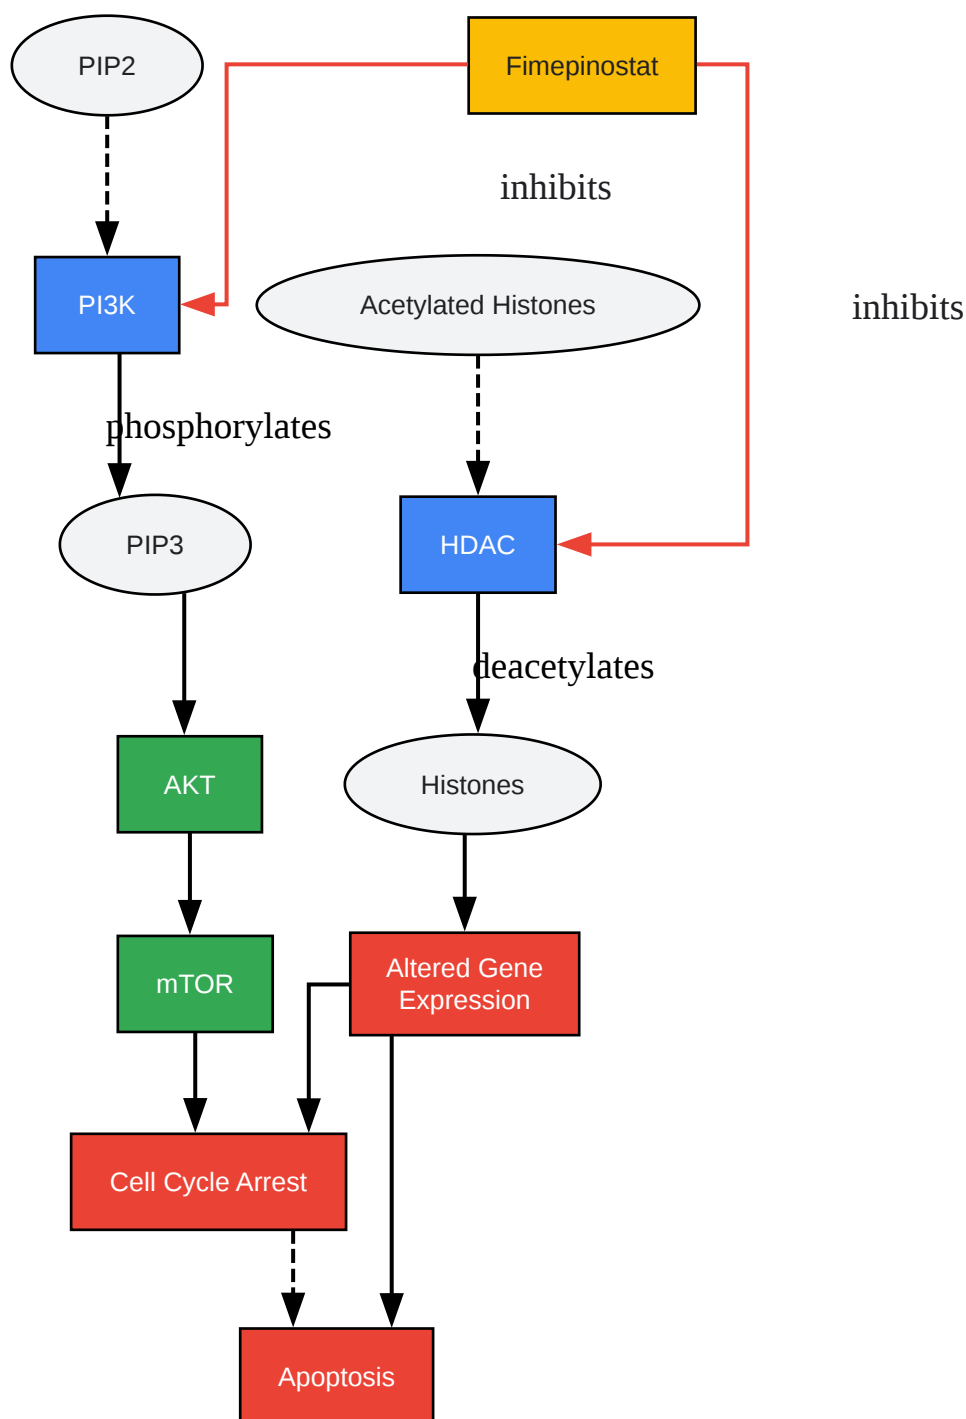 PIP2
Fimepinostat
inhibits
PI3K
Acetylated Histones
inhibits
phosphorylates
PIP3
HDAC
deacetylates
AKT
Histones
mTOR
Altered Gene
Expression
Cell Cycle Arrest
Apoptosis